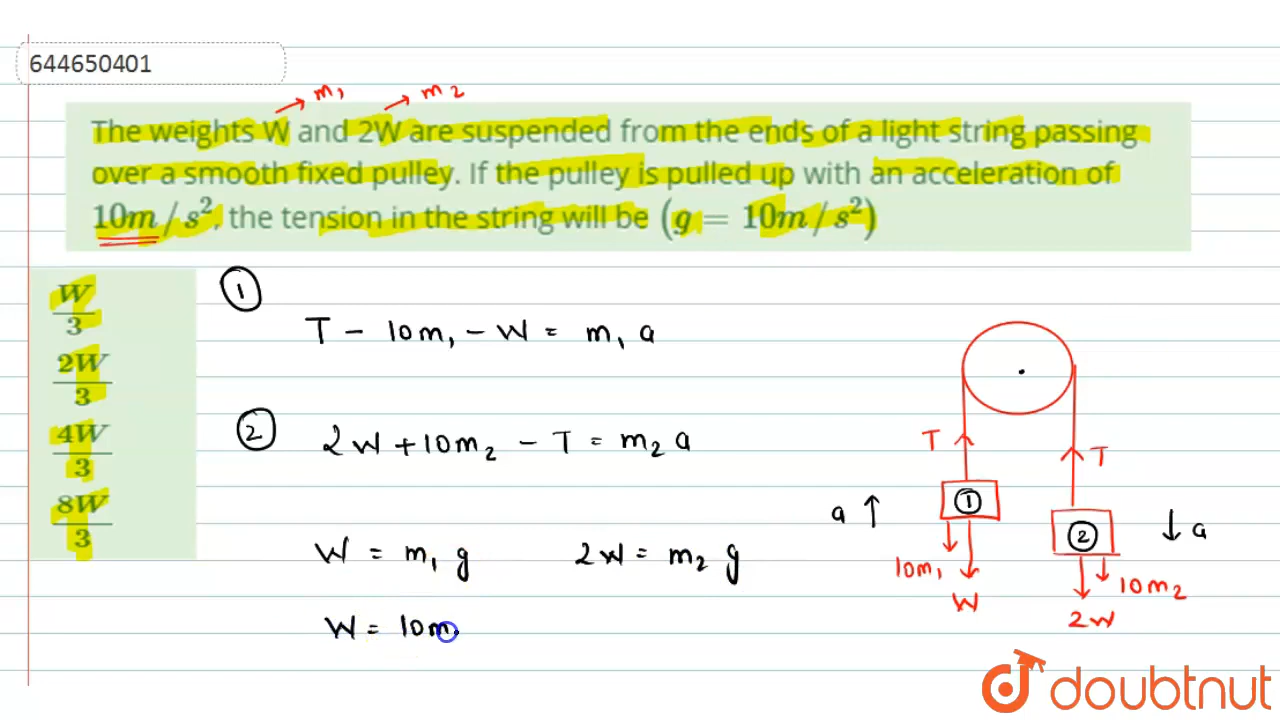 644650401
m₁ m₂
The weights W and 2W are suspended from the ends of a light string passing
over a smooth fixed pulley. If the pulley is pulled up with an acceleration of
10m/s², the tension in the string will be (g = 10m/s²)
W/3
2W/3
4W/3
8W/3
①
T - 10m₁ - W = m₁ a
②
2W + 10m₂ - T = m₂ a
W = m₁ g 2W = m₂ g
W = 10m
T T
a ↑ ① ② ↓ a
10m₁ W 10m₂
2W
doubtnut